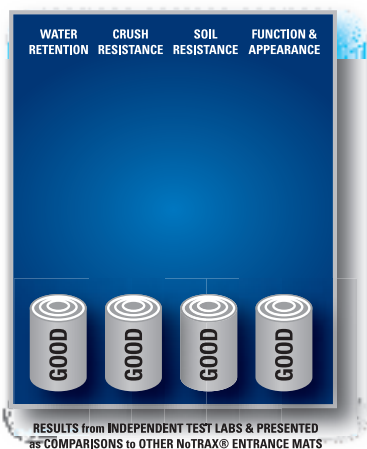 WATER RETENTION
CRUSH RESISTANCE
SOIL RESISTANCE
FUNCTION & APPEARANCE
GOOD
GOOD
GOOD
GOOD
RESULTS from INDEPENDENT TEST LABS & PRESENTED
as COMPARISONS to OTHER NoTRAX® ENTRANCE MATS